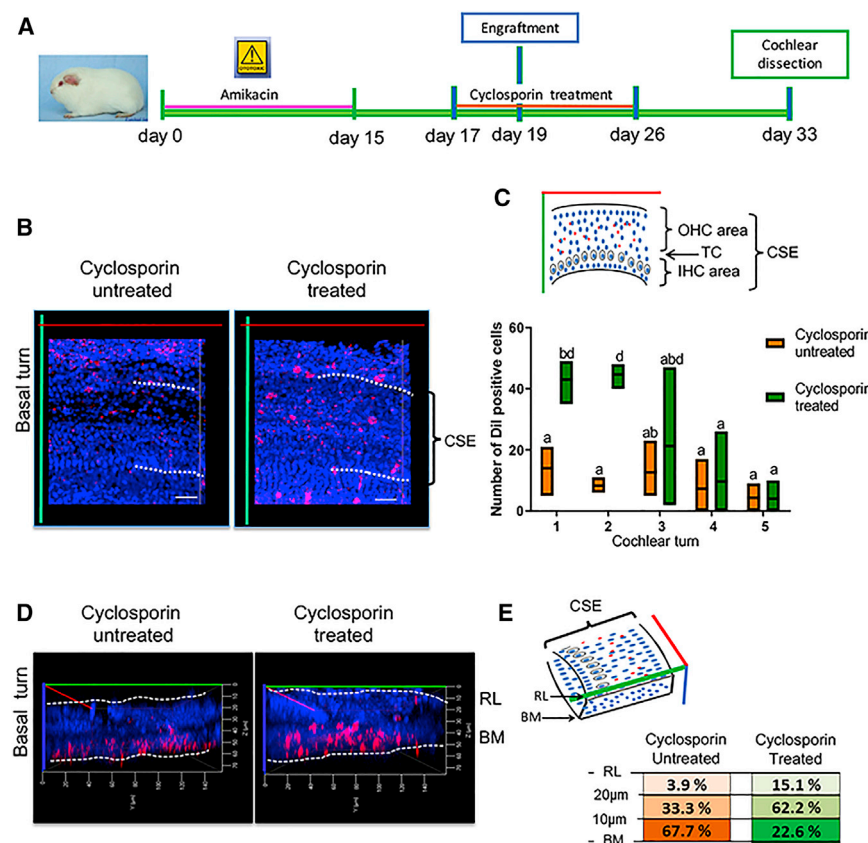 A
Engraftment
Cochlear
dissection
OTOTOXIC
Amikacin
Cyclosporin treatment
day 0
day 15
day 17
day 19
day 26
day 33
B
Cyclosporin
untreated
Cyclosporin
treated
Basal turn
CSE
C
OHC area
TC
IHC area
CSE
Number of DiI positive cells
60
40
20
0
a
bd
a
d
ab
abd
a
a
a
a
1
2
3
4
5
Cochlear turn
Cyclosporin
untreated
Cyclosporin
treated
D
Cyclosporin
untreated
Cyclosporin
treated
Basal turn
RL
BM
E
CSE
RL
BM
Cyclosporin
Untreated
Cyclosporin
Treated
RL
3.9 %
15.1 %
20µm
33.3 %
62.2 %
10µm
67.7 %
22.6 %
BM